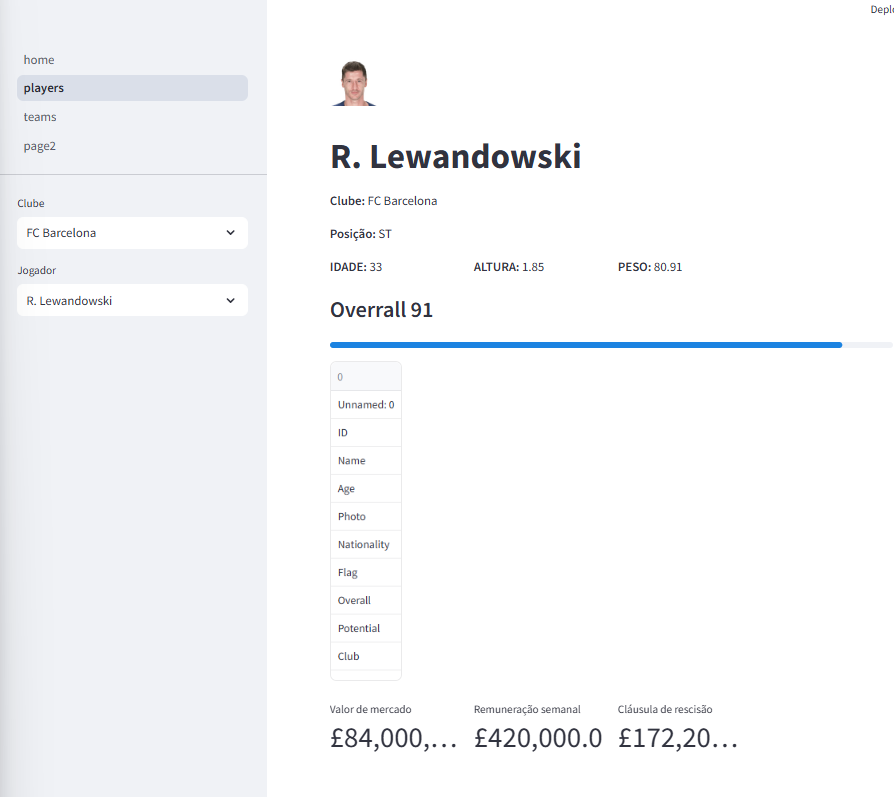 Deplo
home
players
teams
page2
Clube
FC Barcelona
Jogador
R. Lewandowski
R. Lewandowski
Clube: FC Barcelona
Posição: ST
IDADE: 33 ALTURA: 1.85 PESO: 80.91
Overrall 91
0
Unnamed: 0
ID
Name
Age
Photo
Nationality
Flag
Overall
Potential
Club
Valor de mercado Remuneração semanal Cláusula de rescisão
£84,000,… £420,000.0 £172,20…